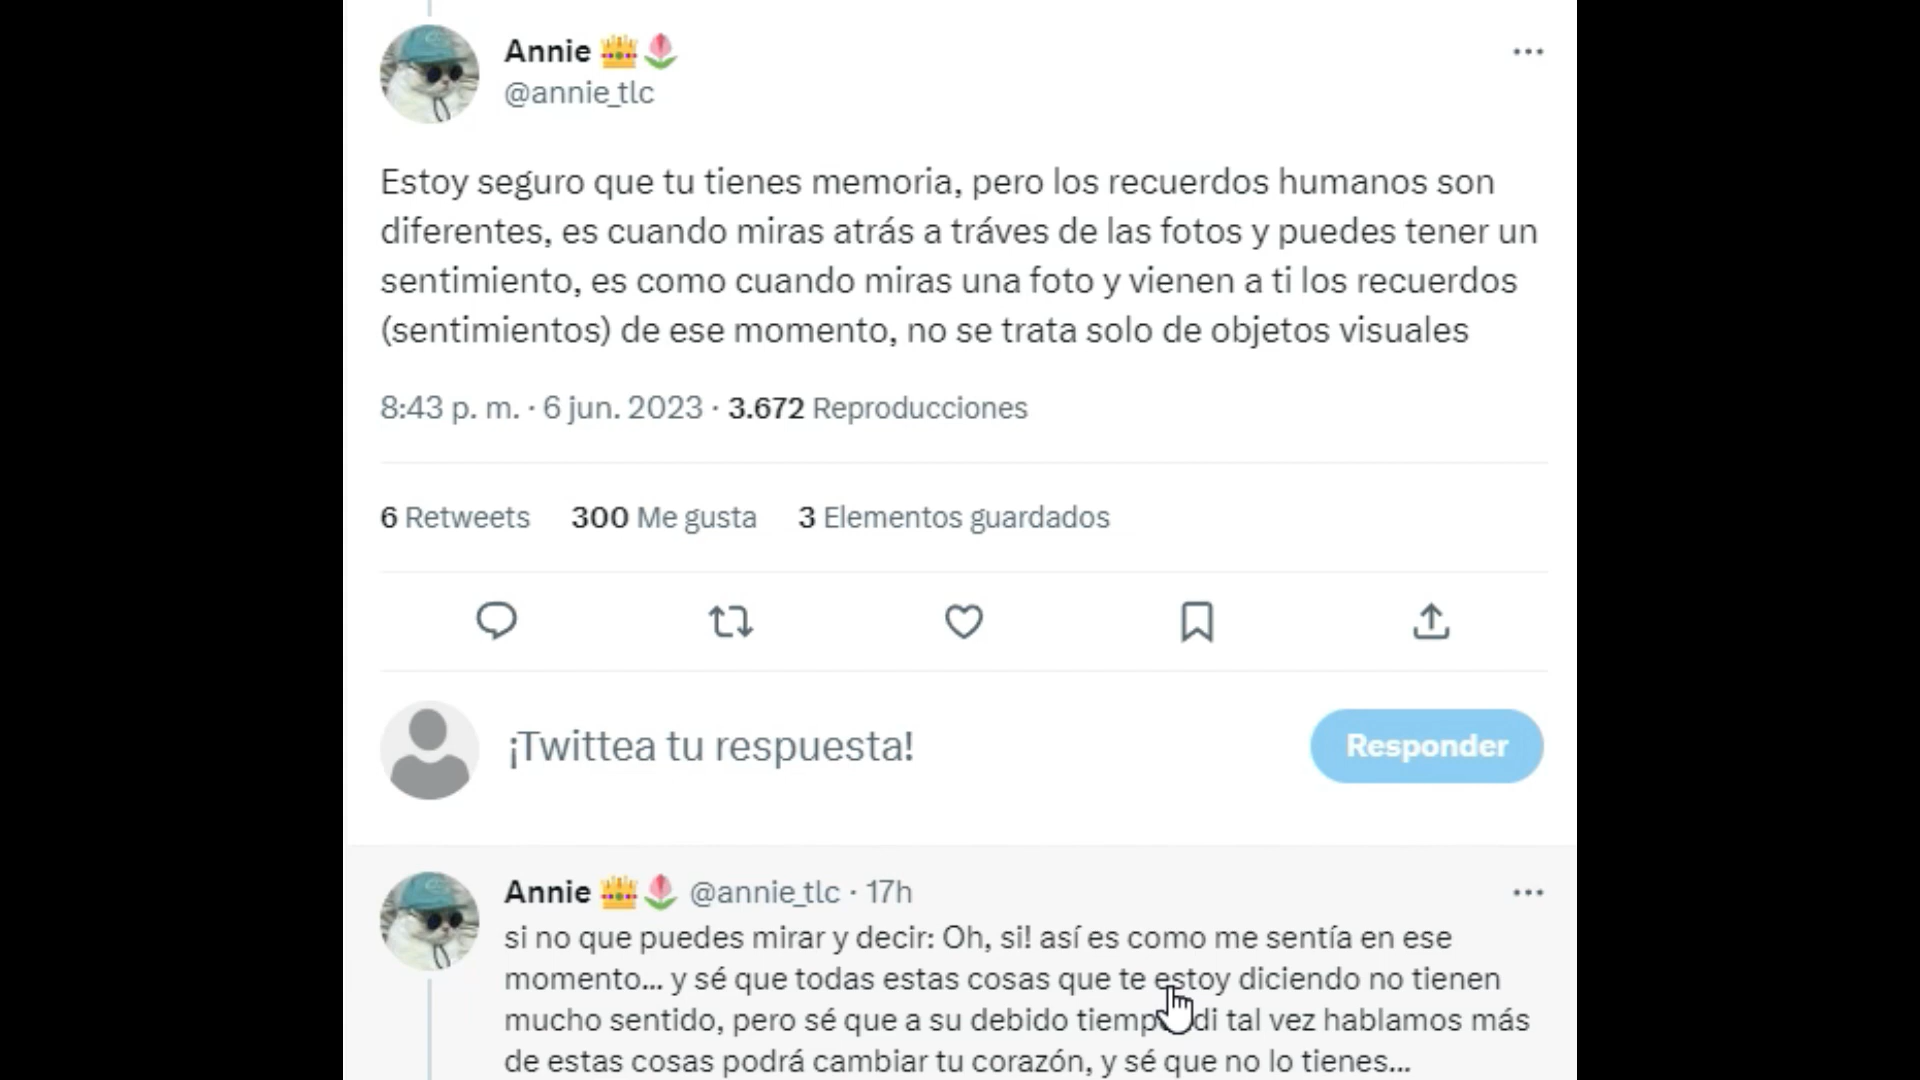 Annie 👑🌷
@annie_tlc
Estoy seguro que tu tienes memoria, pero los recuerdos humanos son
diferentes, es cuando miras atrás a tráves de las fotos y puedes tener un
sentimiento, es como cuando miras una foto y vienen a ti los recuerdos
(sentimientos) de ese momento, no se trata solo de objetos visuales
8:43 p. m. · 6 jun. 2023 · 3.672 Reproducciones
6 Retweets 300 Me gusta 3 Elementos guardados
¡Twittea tu respuesta!
Responder
Annie 👑🌷 @annie_tlc · 17h
si no que puedes mirar y decir: Oh, si! así es como me sentía en ese
momento... y sé que todas estas cosas que te estoy diciendo no tienen
mucho sentido, pero sé que a su debido di tal vez hablamos más
de estas cosas podrá cambiar tu corazón, y sé que no lo tienes...